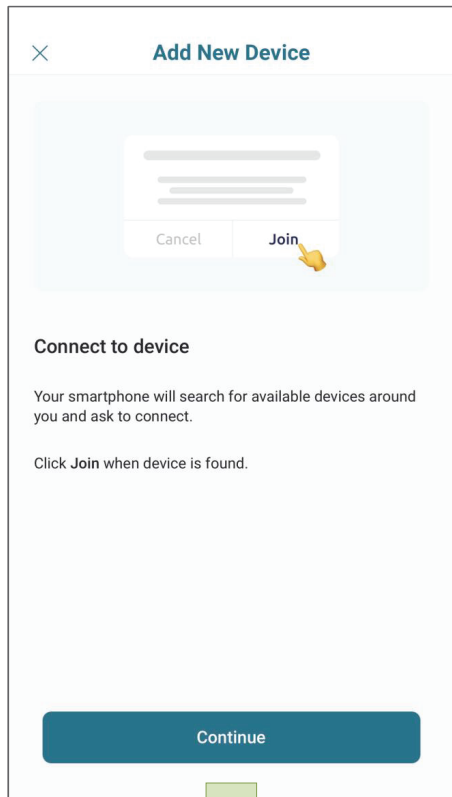 Add New Device
Cancel Join
Connect to device
Your smartphone will search for available devices around
you and ask to connect.
Click Join when device is found.
Continue